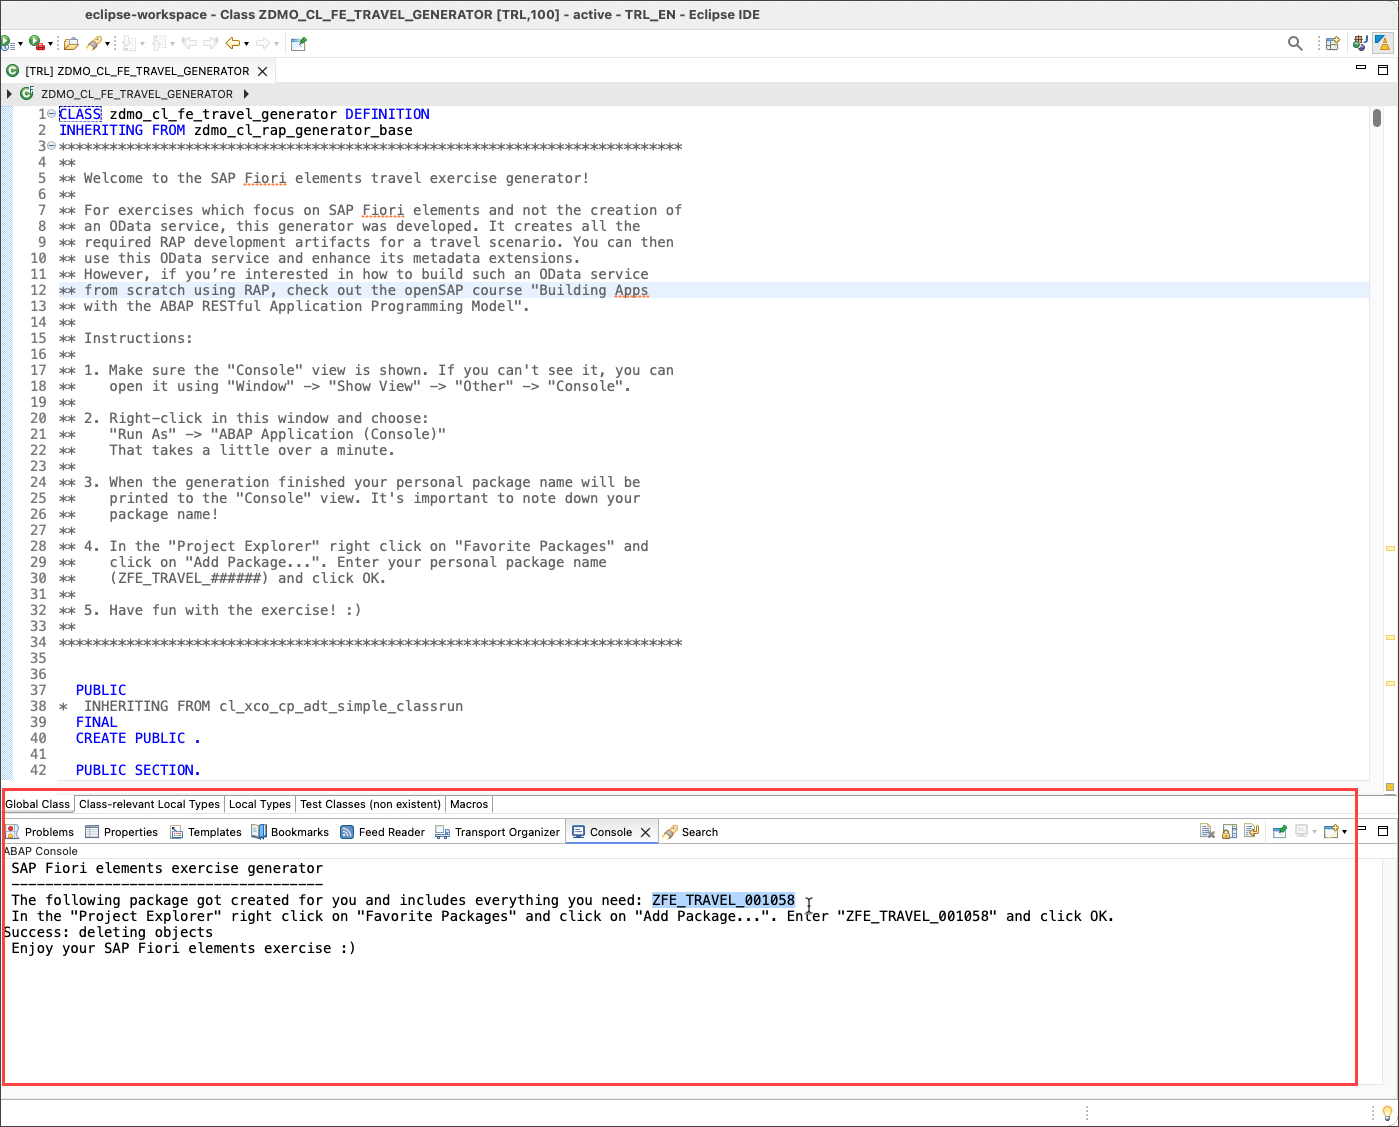 eclipse-workspace - Class ZDMO_CL_FE_TRAVEL_GENERATOR [TRL,100] - active - TRL_EN - Eclipse IDE
[TRL] ZDMO_CL_FE_TRAVEL_GENERATOR
ZDMO_CL_FE_TRAVEL_GENERATOR
1 CLASS zdmo_cl_fe_travel_generator DEFINITION
2 INHERITING FROM zdmo_cl_rap_generator_base
3 **************************************************************************
4 **
5 ** Welcome to the SAP Fiori elements travel exercise generator!
6 **
7 ** For exercises which focus on SAP Fiori elements and not the creation of
8 ** an OData service, this generator was developed. It creates all the
9 ** required RAP development artifacts for a travel scenario. You can then
10 ** use this OData service and enhance its metadata extensions.
11 ** However, if you’re interested in how to build such an OData service
12 ** from scratch using RAP, check out the openSAP course "Building Apps
13 ** with the ABAP RESTful Application Programming Model".
14 **
15 ** Instructions:
16 **
17 ** 1. Make sure the "Console" view is shown. If you can't see it, you can
18 **    open it using "Window" -> "Show View" -> "Other" -> "Console".
19 **
20 ** 2. Right-click in this window and choose:
21 **    "Run As" -> "ABAP Application (Console)"
22 **    That takes a little over a minute.
23 **
24 ** 3. When the generation finished your personal package name will be
25 **    printed to the "Console" view. It's important to note down your
26 **    package name!
27 **
28 ** 4. In the "Project Explorer" right click on "Favorite Packages" and
29 **    click on "Add Package...". Enter your personal package name
30 **    (ZFE_TRAVEL_######) and click OK.
31 **
32 ** 5. Have fun with the exercise! :)
33 **
34 **************************************************************************
35
36
37   PUBLIC
38 *  INHERITING FROM cl_xco_cp_adt_simple_classrun
39   FINAL
40   CREATE PUBLIC .
41
42   PUBLIC SECTION.
Global Class Class-relevant Local Types Local Types Test Classes (non existent) Macros
Problems Properties Templates Bookmarks Feed Reader Transport Organizer Console Search
ABAP Console
SAP Fiori elements exercise generator
-------------------------------------
The following package got created for you and includes everything you need: ZFE_TRAVEL_001058
In the "Project Explorer" right click on "Favorite Packages" and click on "Add Package...". Enter "ZFE_TRAVEL_001058" and click OK.
Success: deleting objects
Enjoy your SAP Fiori elements exercise :)